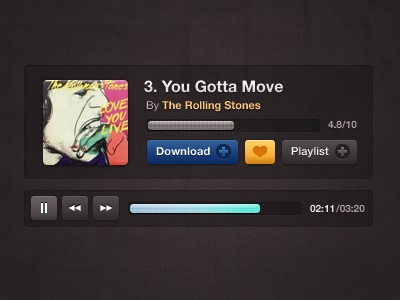 The Rolling Stones
LOVE
YOU
LIVE
3. You Gotta Move
By The Rolling Stones
4.8/10
Download
Playlist
02:11/03:20